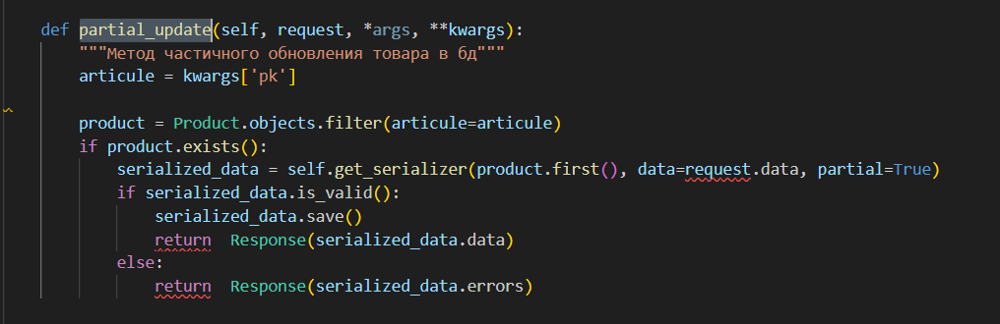 def partial_update(self, request, *args, **kwargs):
"""Метод частичного обновления товара в бд"""
articule = kwargs['pk']
product = Product.objects.filter(articule=articule)
if product.exists():
serialized_data = self.get_serializer(product.first(), data=request.data, partial=True)
if serialized_data.is_valid():
serialized_data.save()
return  Response(serialized_data.data)
else:
return  Response(serialized_data.errors)